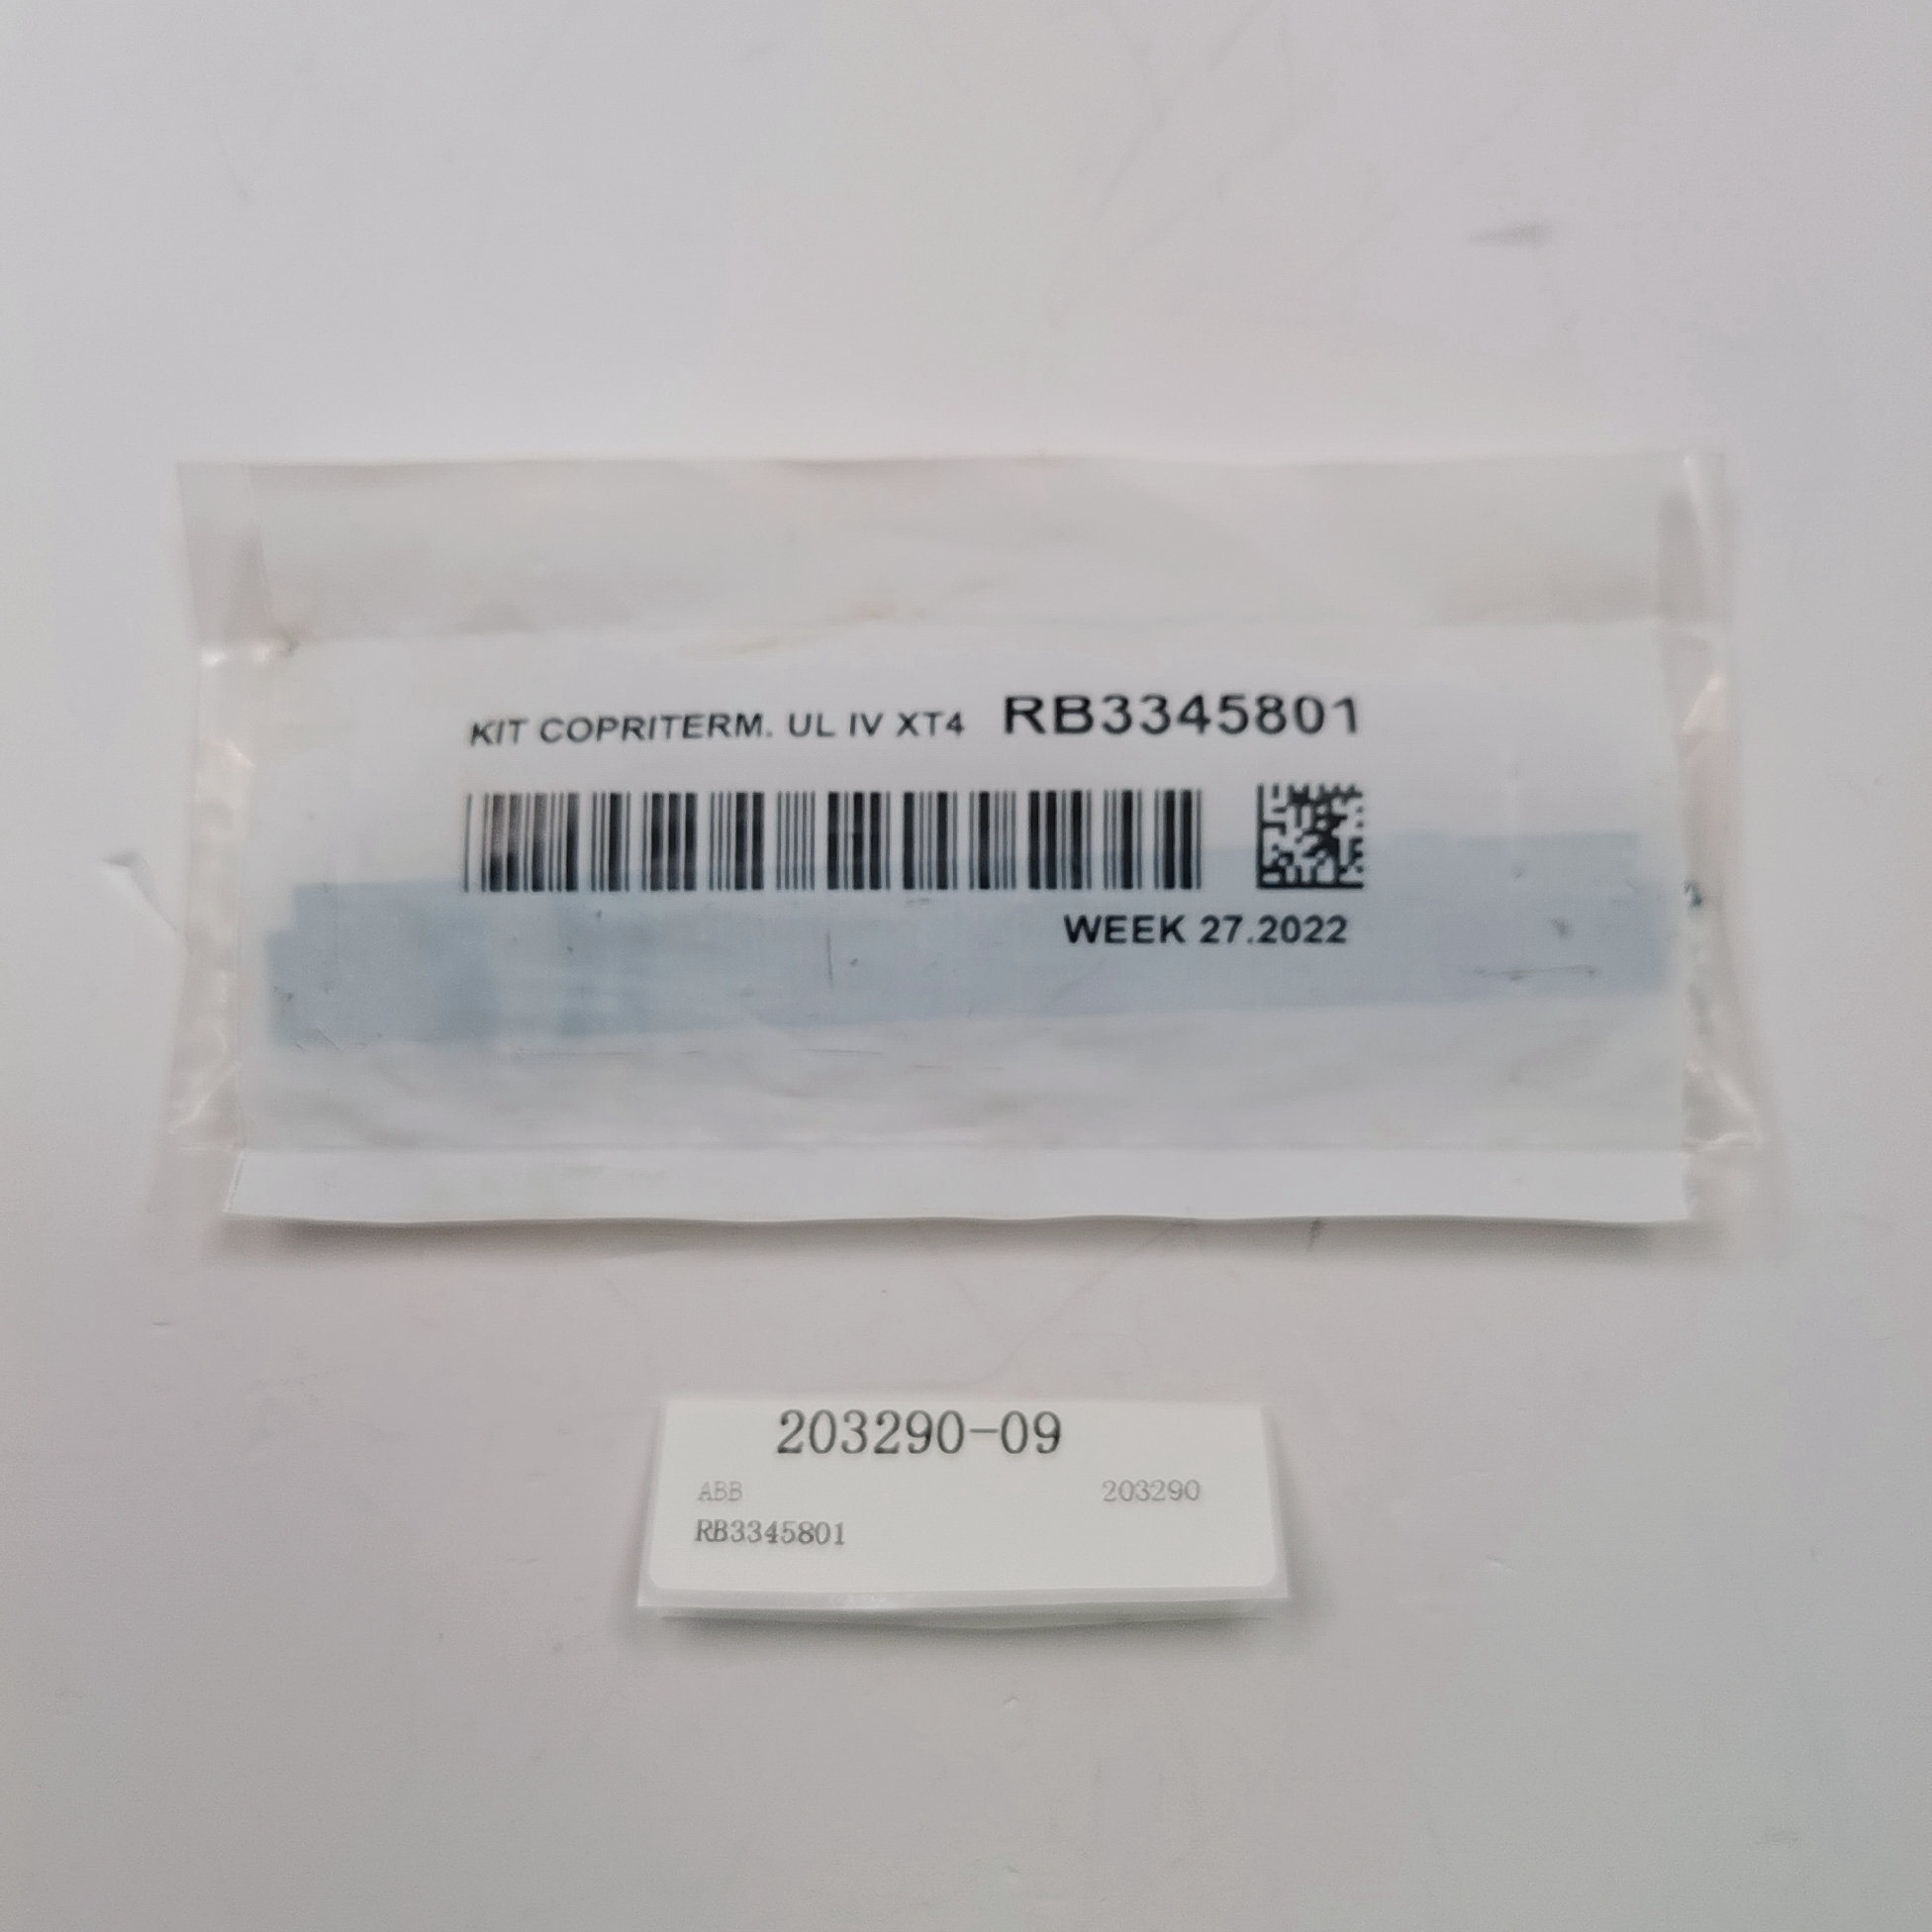 KIT COPRITERM. UL IV XT4 RB3345801
WEEK 27.2022
203290-09
ABB 203290
RB3345801